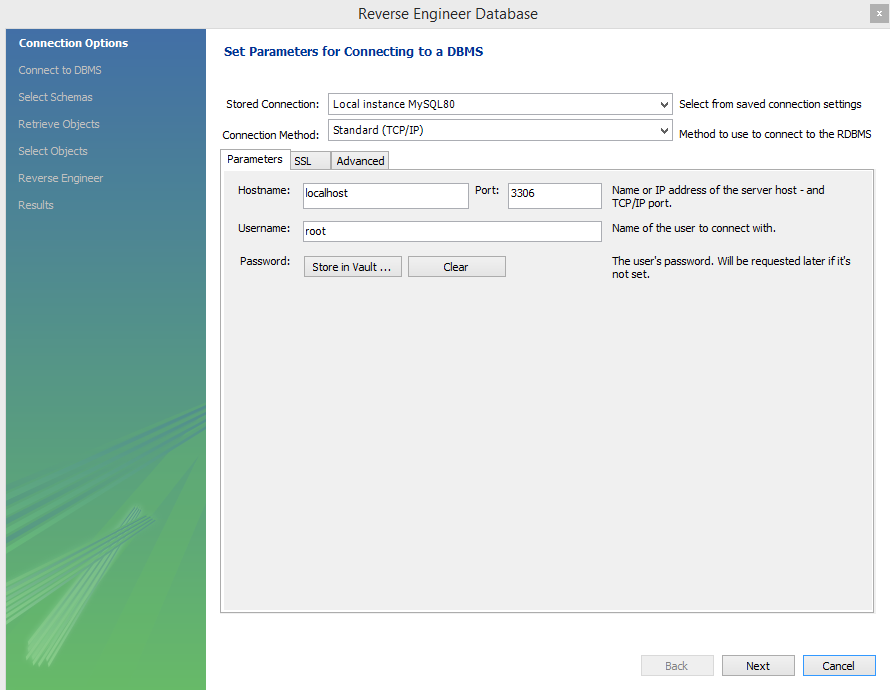 Reverse Engineer Database
x
Connection Options
Connect to DBMS
Select Schemas
Retrieve Objects
Select Objects
Reverse Engineer
Results
Set Parameters for Connecting to a DBMS
Stored Connection: Local instance MySQL80 Select from saved connection settings
Connection Method: Standard (TCP/IP) Method to use to connect to the RDBMS
Parameters SSL Advanced
Hostname: localhost Port: 3306 Name or IP address of the server host - and
TCP/IP port.
Username: root Name of the user to connect with.
Password: Store in Vault ... Clear The user's password. Will be requested later if it's
not set.
Back Next Cancel